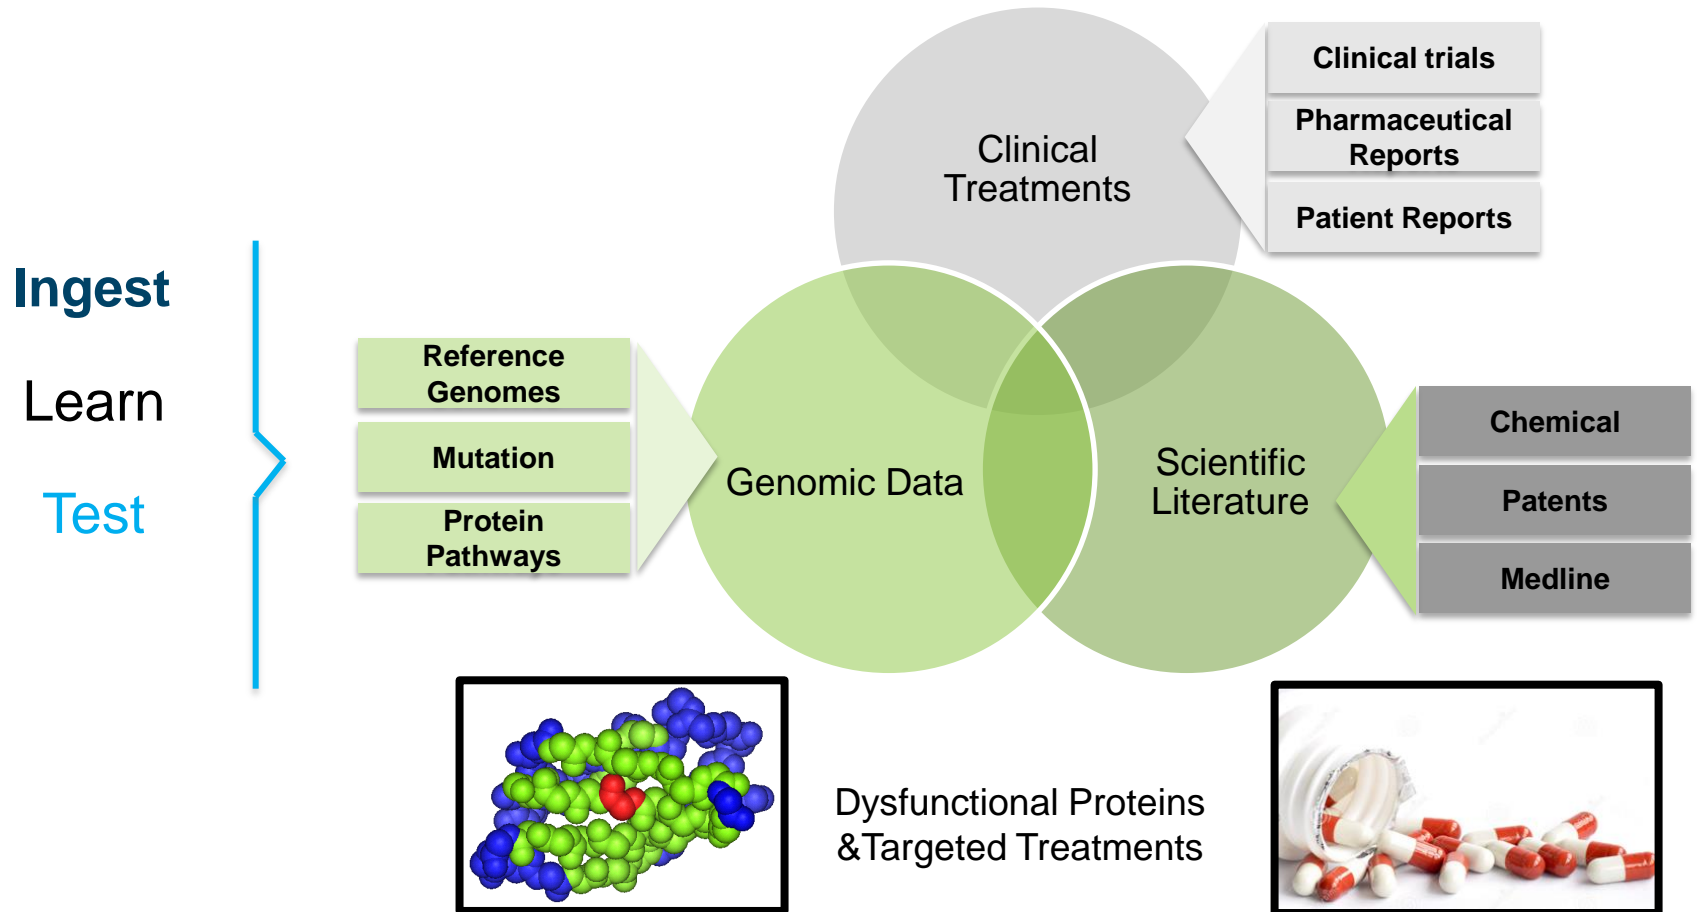 Ingest
Learn
Test
Clinical
Treatments
Clinical trials
Pharmaceutical
Reports
Patient Reports
Reference
Genomes
Mutation
Protein
Pathways
Genomic Data
Scientific
Literature
Chemical
Patents
Medline
Dysfunctional Proteins
&Targeted Treatments